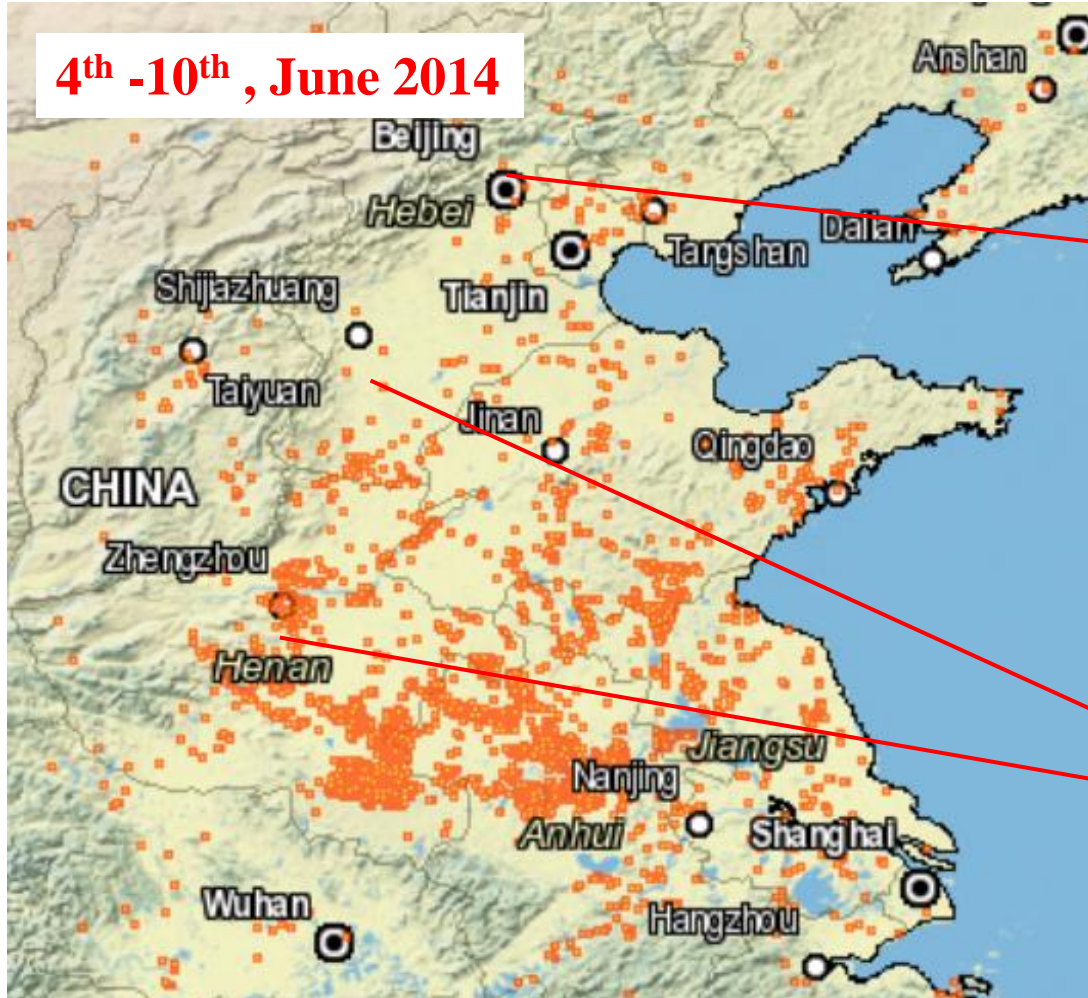 4th -10th , June 2014
Anshan
Beijing
Hebei
Dalian
Tangshan
Shijiazhuang
Tianjin
Taiyuan
Jinan
Qingdao
CHINA
Zhengzhou
Henan
Jiangsu
Nanjing
Anhui
Shanghai
Wuhan
Hangzhou